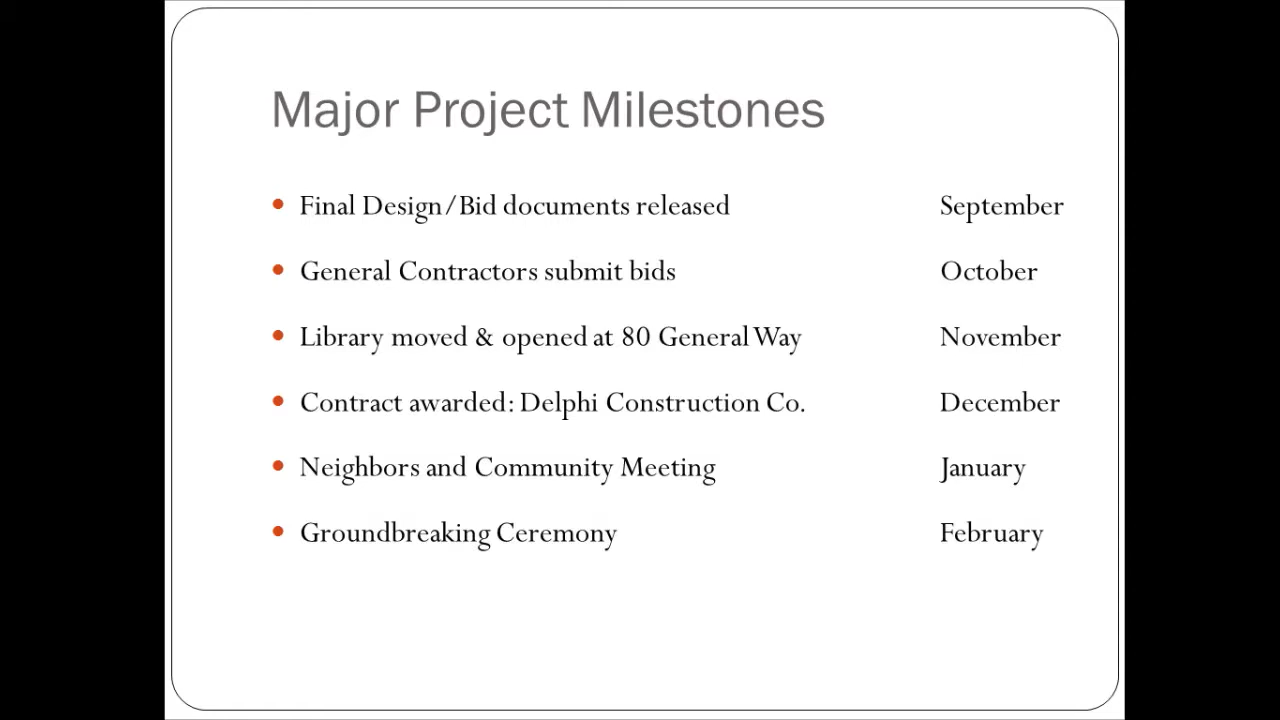 Major Project Milestones
• Final Design/Bid documents released September
• General Contractors submit bids October
• Library moved & opened at 80 General Way November
• Contract awarded: Delphi Construction Co. December
• Neighbors and Community Meeting January
• Groundbreaking Ceremony February